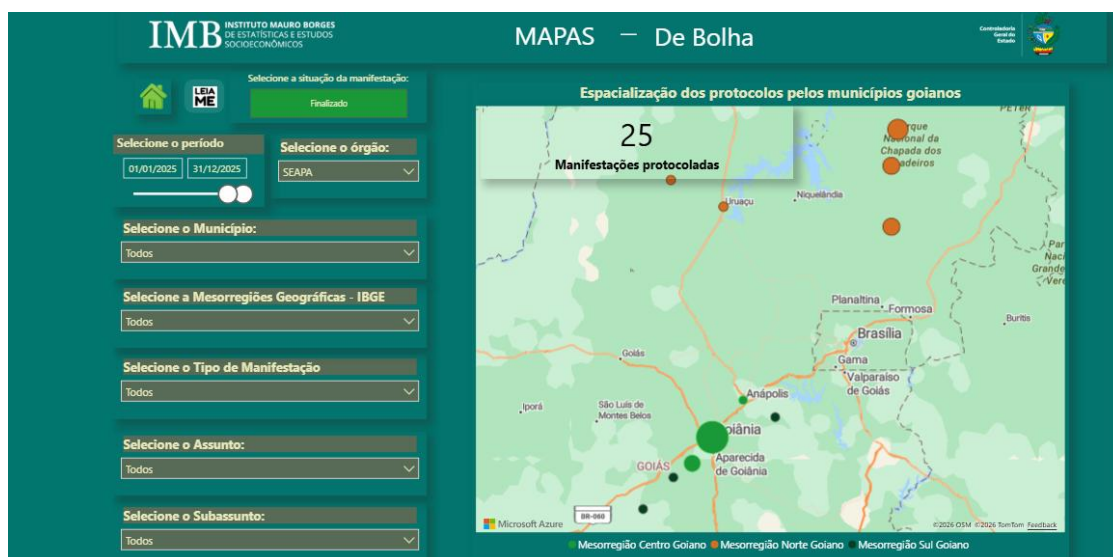 IMB INSTITUTO MAURO BORGES
DE ESTATÍSTICAS E ESTUDOS
SOCIOECONÔMICOS
MAPAS – De Bolha
Controladoria
Geral do
Estado
LEIA
ME
Selecione a situação da manifestação:
Finalizado
Selecione o período
01/01/2025 31/12/2025
Selecione o órgão:
SEAPA
Selecione o Município:
Todos
Selecione a Mesorregiões Geográficas - IBGE
Todos
Selecione o Tipo de Manifestação
Todos
Selecione o Assunto:
Todos
Selecione o Subassunto:
Todos
Espacialização dos protocolos pelos municípios goianos
25
Manifestações protocoladas
Chapada dos
Uruaçu
Niquelândia
Planaltina
Formosa
Buritis
Brasília
Goiás
Gama
Valparaíso
de Goiás
Anápolis
Iporá
São Luís de
Montes Belos
Aparecida
de Goiânia
GOIÁS
BR-060
Microsoft Azure
©2026 OSM ©2026 TomTom Feedback
Mesorregião Centro Goiano Mesorregião Norte Goiano Mesorregião Sul Goiano